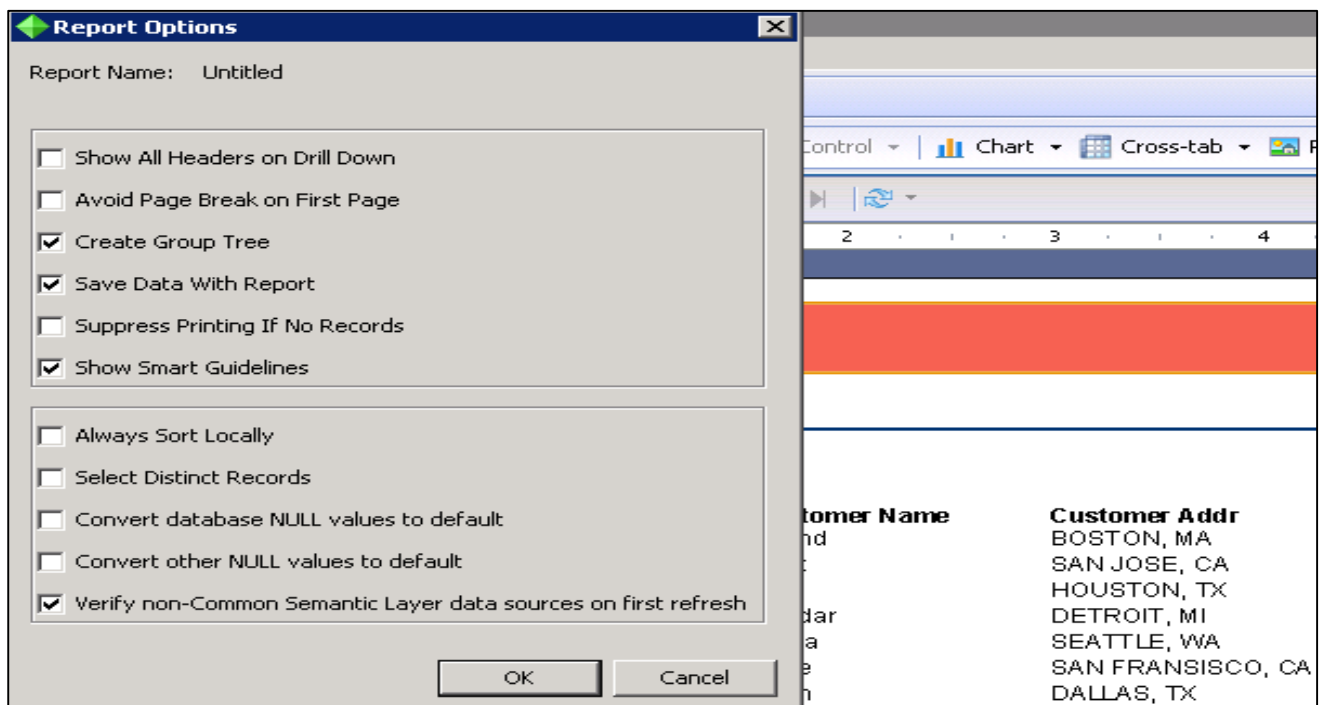 Report Options
Report Name: Untitled
Show All Headers on Drill Down
Avoid Page Break on First Page
Create Group Tree
Save Data With Report
Suppress Printing If No Records
Show Smart Guidelines
Always Sort Locally
Select Distinct Records
Convert database NULL values to default
Convert other NULL values to default
Verify non-Common Semantic Layer data sources on first refresh
OK Cancel
Control Chart Cross-tab
2 3 4
Name Customer Addr
BOSTON, MA
SAN JOSE, CA
HOUSTON, TX
DETROIT, MI
SEATTLE, WA
SAN FRANSISCO, CA
DALLAS, TX